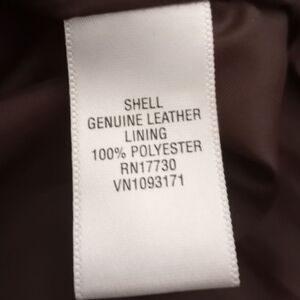 SHELL
GENUINE LEATHER
LINING
100% POLYESTER
RN17730
VN1093171